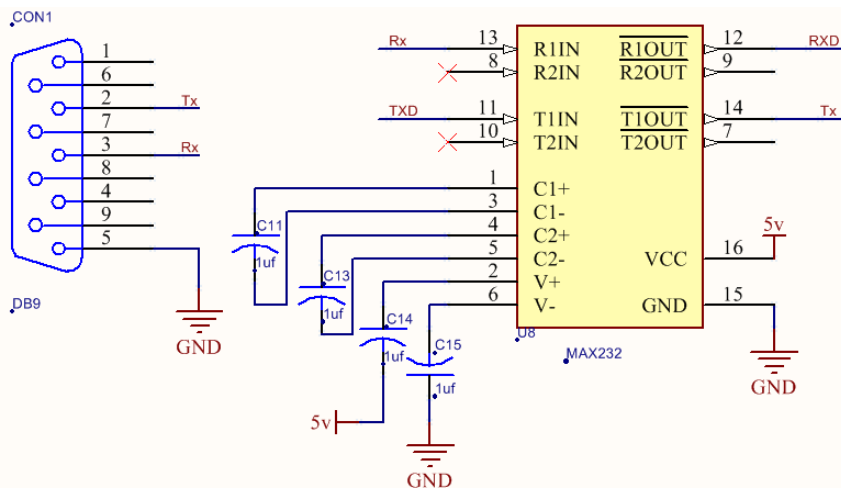 CON1
1
6
2
Tx
7
3
Rx
8
4
9
5
DB9
GND
Rx
13
R1IN
R1OUT
12
RXD
8
R2IN
R2OUT
9
TXD
11
T1IN
T1OUT
14
Tx
10
T2IN
T2OUT
7
1
C1+
3
C1-
4
C2+
5
C2-
2
V+
6
V-
VCC
16
5v
GND
15
GND
C11
1uf
C13
1uf
C14
1uf
C15
1uf
5v
GND
U8
MAX232